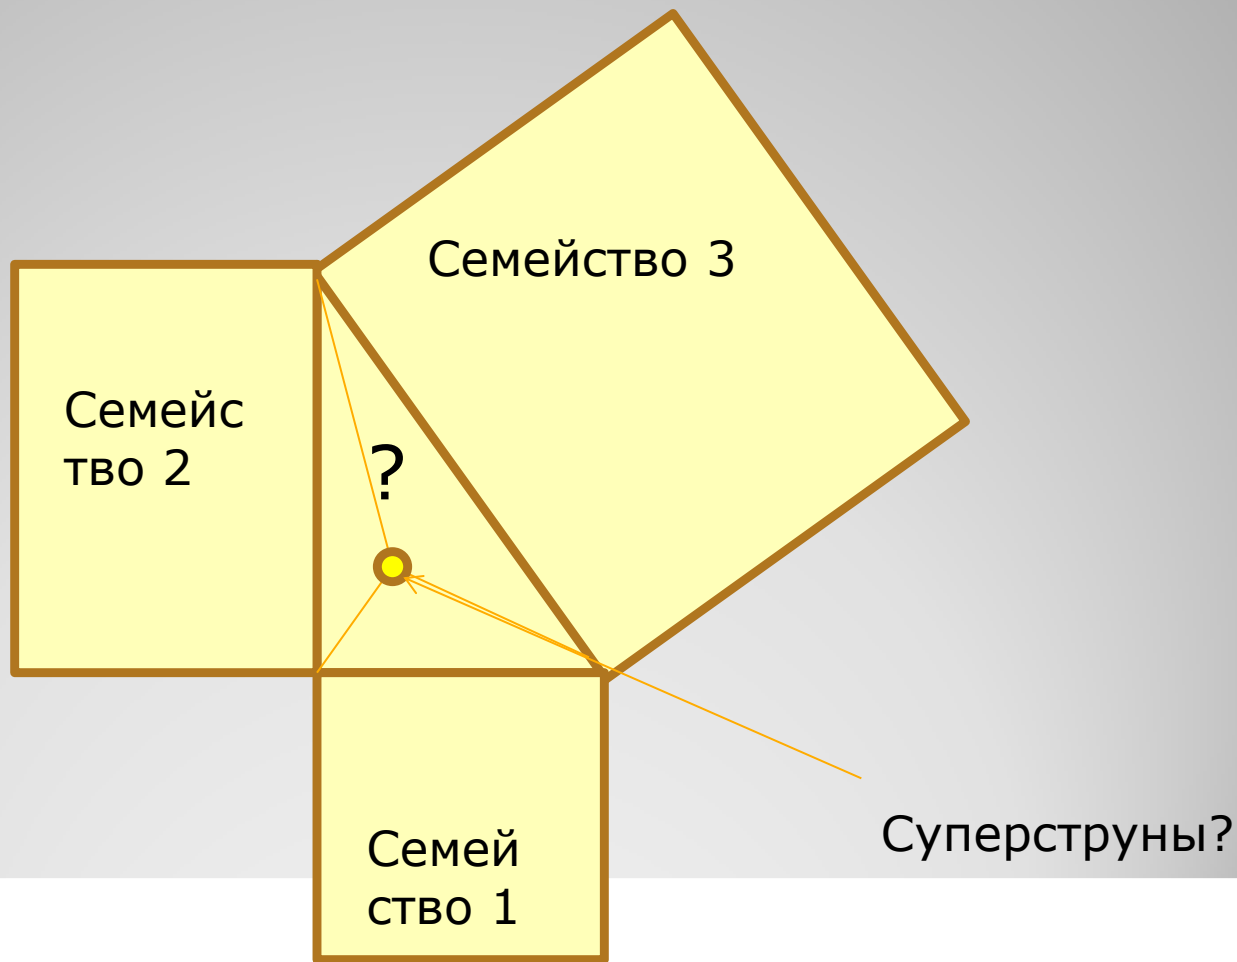 Семейство 3
Семейс
тво 2
?
Суперструны?
Семей
ство 1